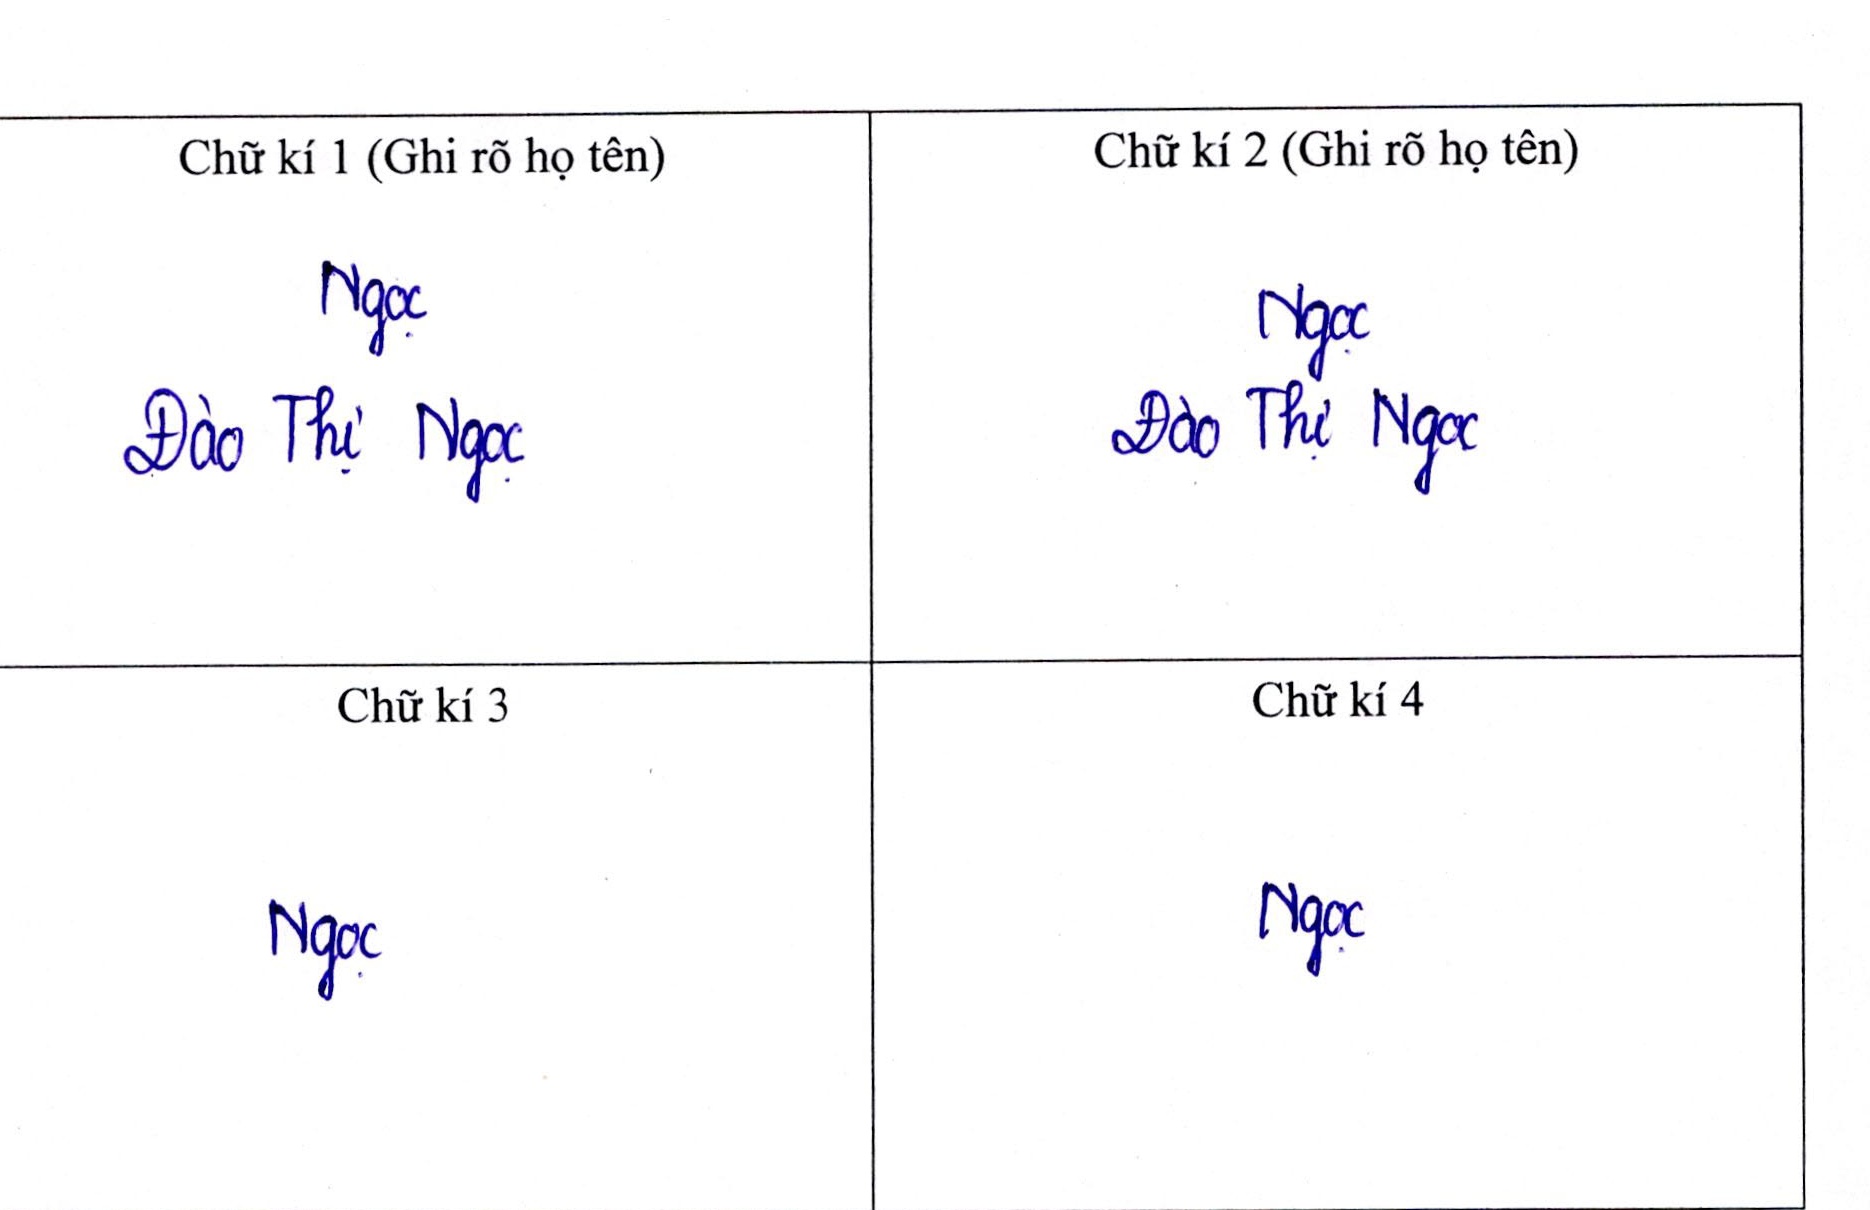 Chữ kí 1 (Ghi rõ họ tên)
Ngọc
Đào Thị Ngọc
Chữ kí 2 (Ghi rõ họ tên)
Ngọc
Đào Thị Ngọc
Chữ kí 3
Ngọc
Chữ kí 4
Ngọc